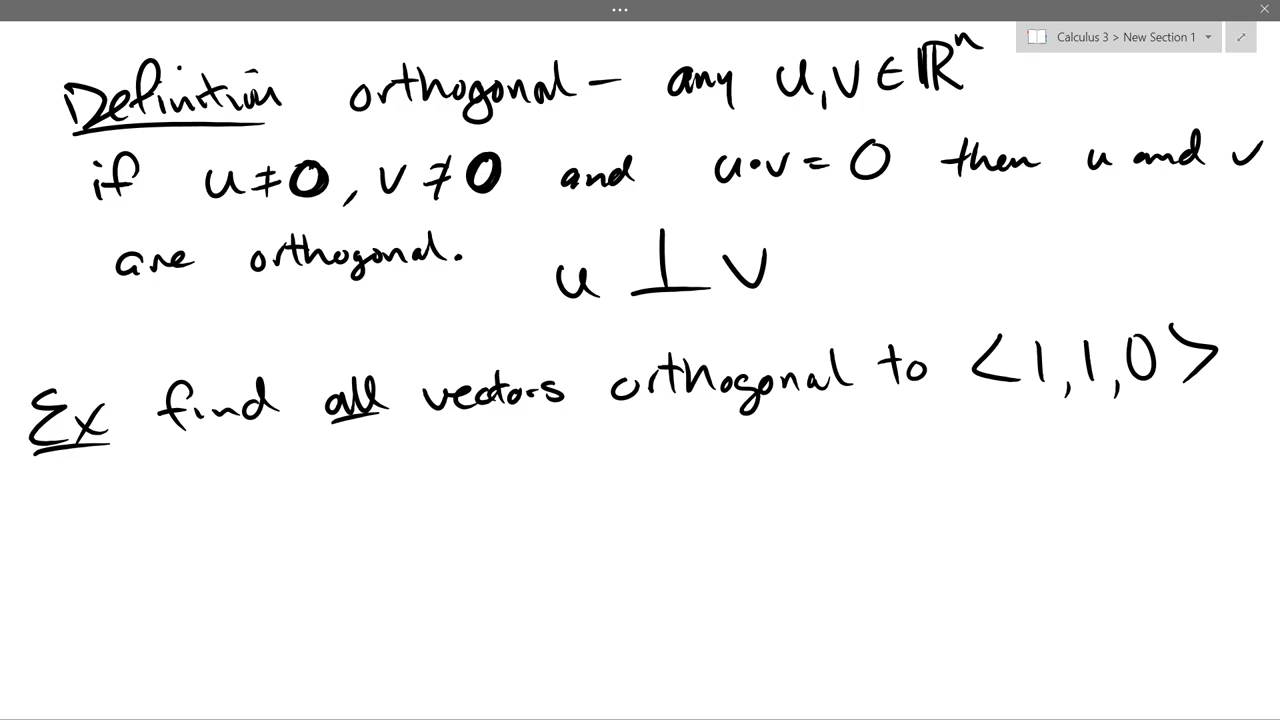 Calculus 3 > New Section 1
Definition orthogonal – any u, v ∈ ℝⁿ
if u ≠ 0, v ≠ 0 and u·v = 0 then u and v
are orthogonal. u ⊥ v
Ex find all vectors orthogonal to <1, 1, 0>